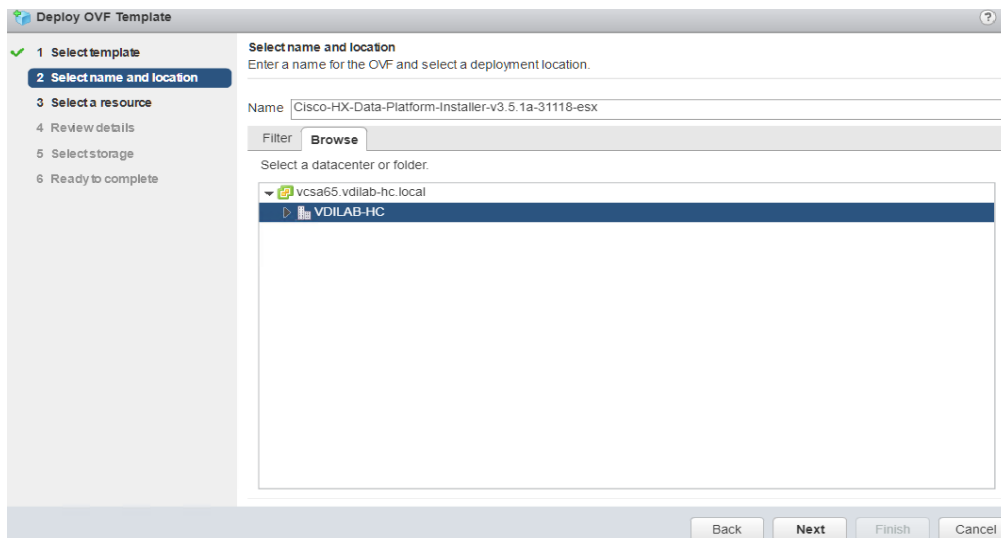 Deploy OVF Template
?
1 Select template
2 Select name and location
3 Select a resource
4 Review details
5 Select storage
6 Ready to complete
Select name and location
Enter a name for the OVF and select a deployment location.
Name Cisco-HX-Data-Platform-Installer-v3.5.1a-31118-esx
Filter Browse
Select a datacenter or folder.
vcsa65.vdilab-hc.local
VDILAB-HC
Back Next Finish Cancel